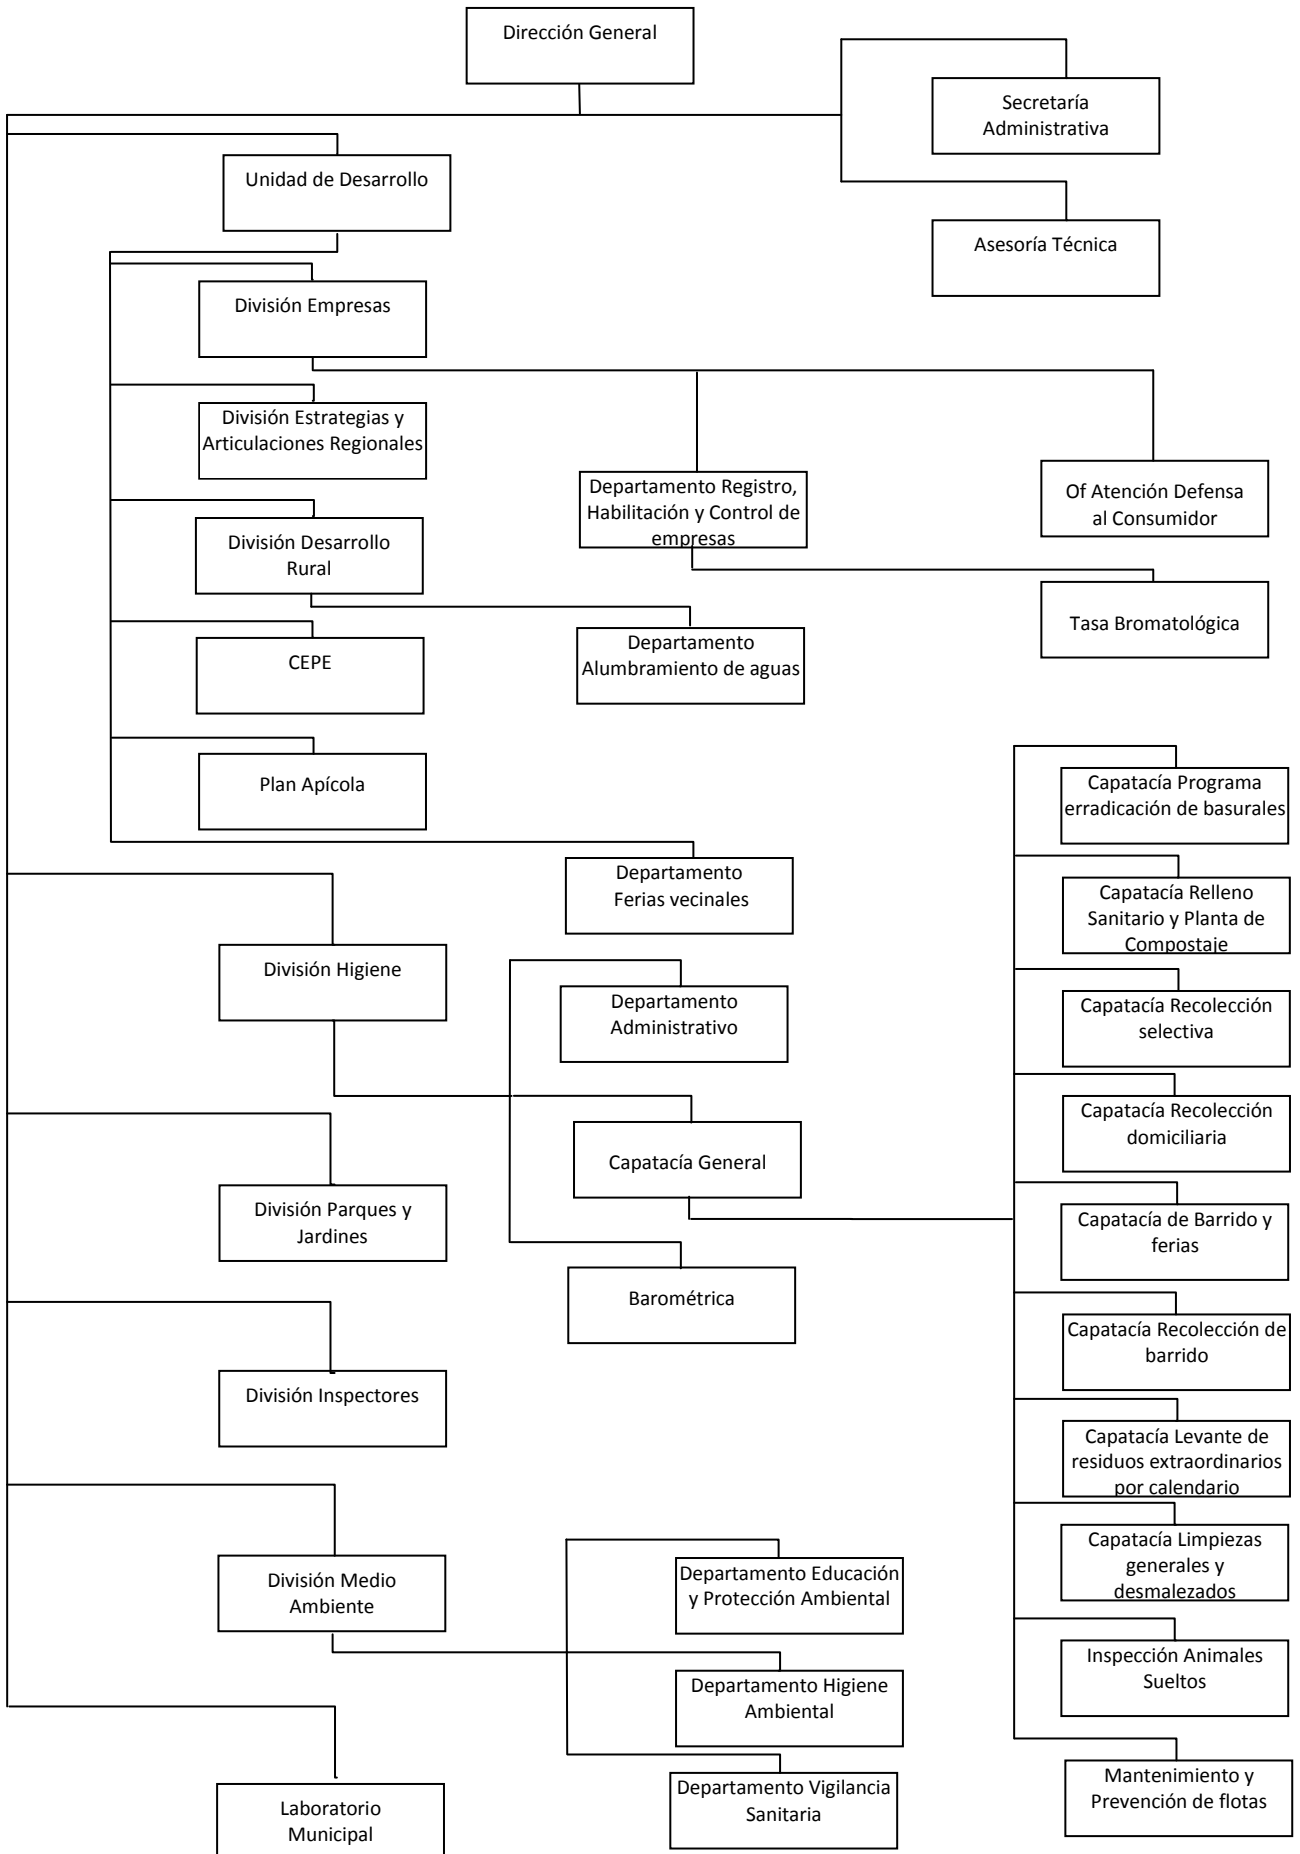 Dirección General
Secretaría
Administrativa
Unidad de Desarrollo
Asesoría Técnica
División Empresas
División Estrategias y
Articulaciones Regionales
Departamento Registro,
Habilitación y Control de
empresas
Of Atención Defensa
al Consumidor
División Desarrollo
Rural
Tasa Bromatológica
CEPE
Departamento
Alumbramiento de aguas
Plan Apícola
Departamento
Ferias vecinales
División Higiene
Departamento
Administrativo
Capatacía General
Barométrica
Capatacía Programa
erradicación de basurales
Capatacía Relleno
Sanitario y Planta de
Compostaje
Capatacía Recolección
selectiva
Capatacía Recolección
domiciliaria
Capatacía de Barrido y
ferias
Capatacía Recolección de
barrido
Capatacía Levante de
residuos extraordinarios
por calendario
Capatacía Limpiezas
generales y
desmalezados
Inspección Animales
Sueltos
Mantenimiento y
Prevención de flotas
División Parques y
Jardines
División Inspectores
División Medio
Ambiente
Departamento Educación
y Protección Ambiental
Departamento Higiene
Ambiental
Departamento Vigilancia
Sanitaria
Laboratorio
Municipal